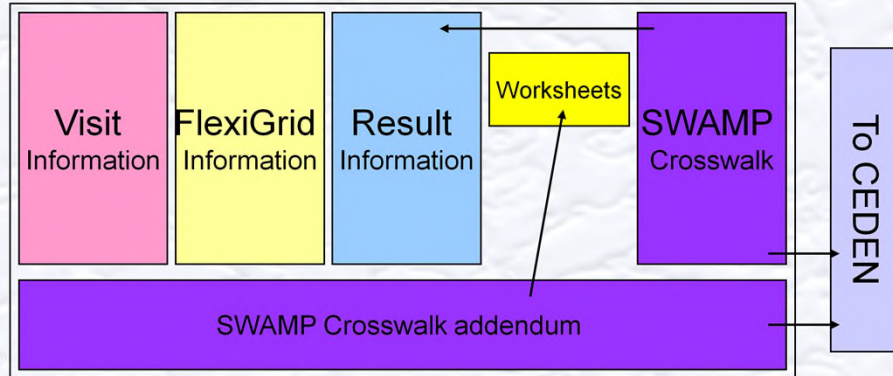 Visit
Information
FlexiGrid
Information
Result
Information
Worksheets
SWAMP
Crosswalk
To CEDEN
SWAMP Crosswalk addendum